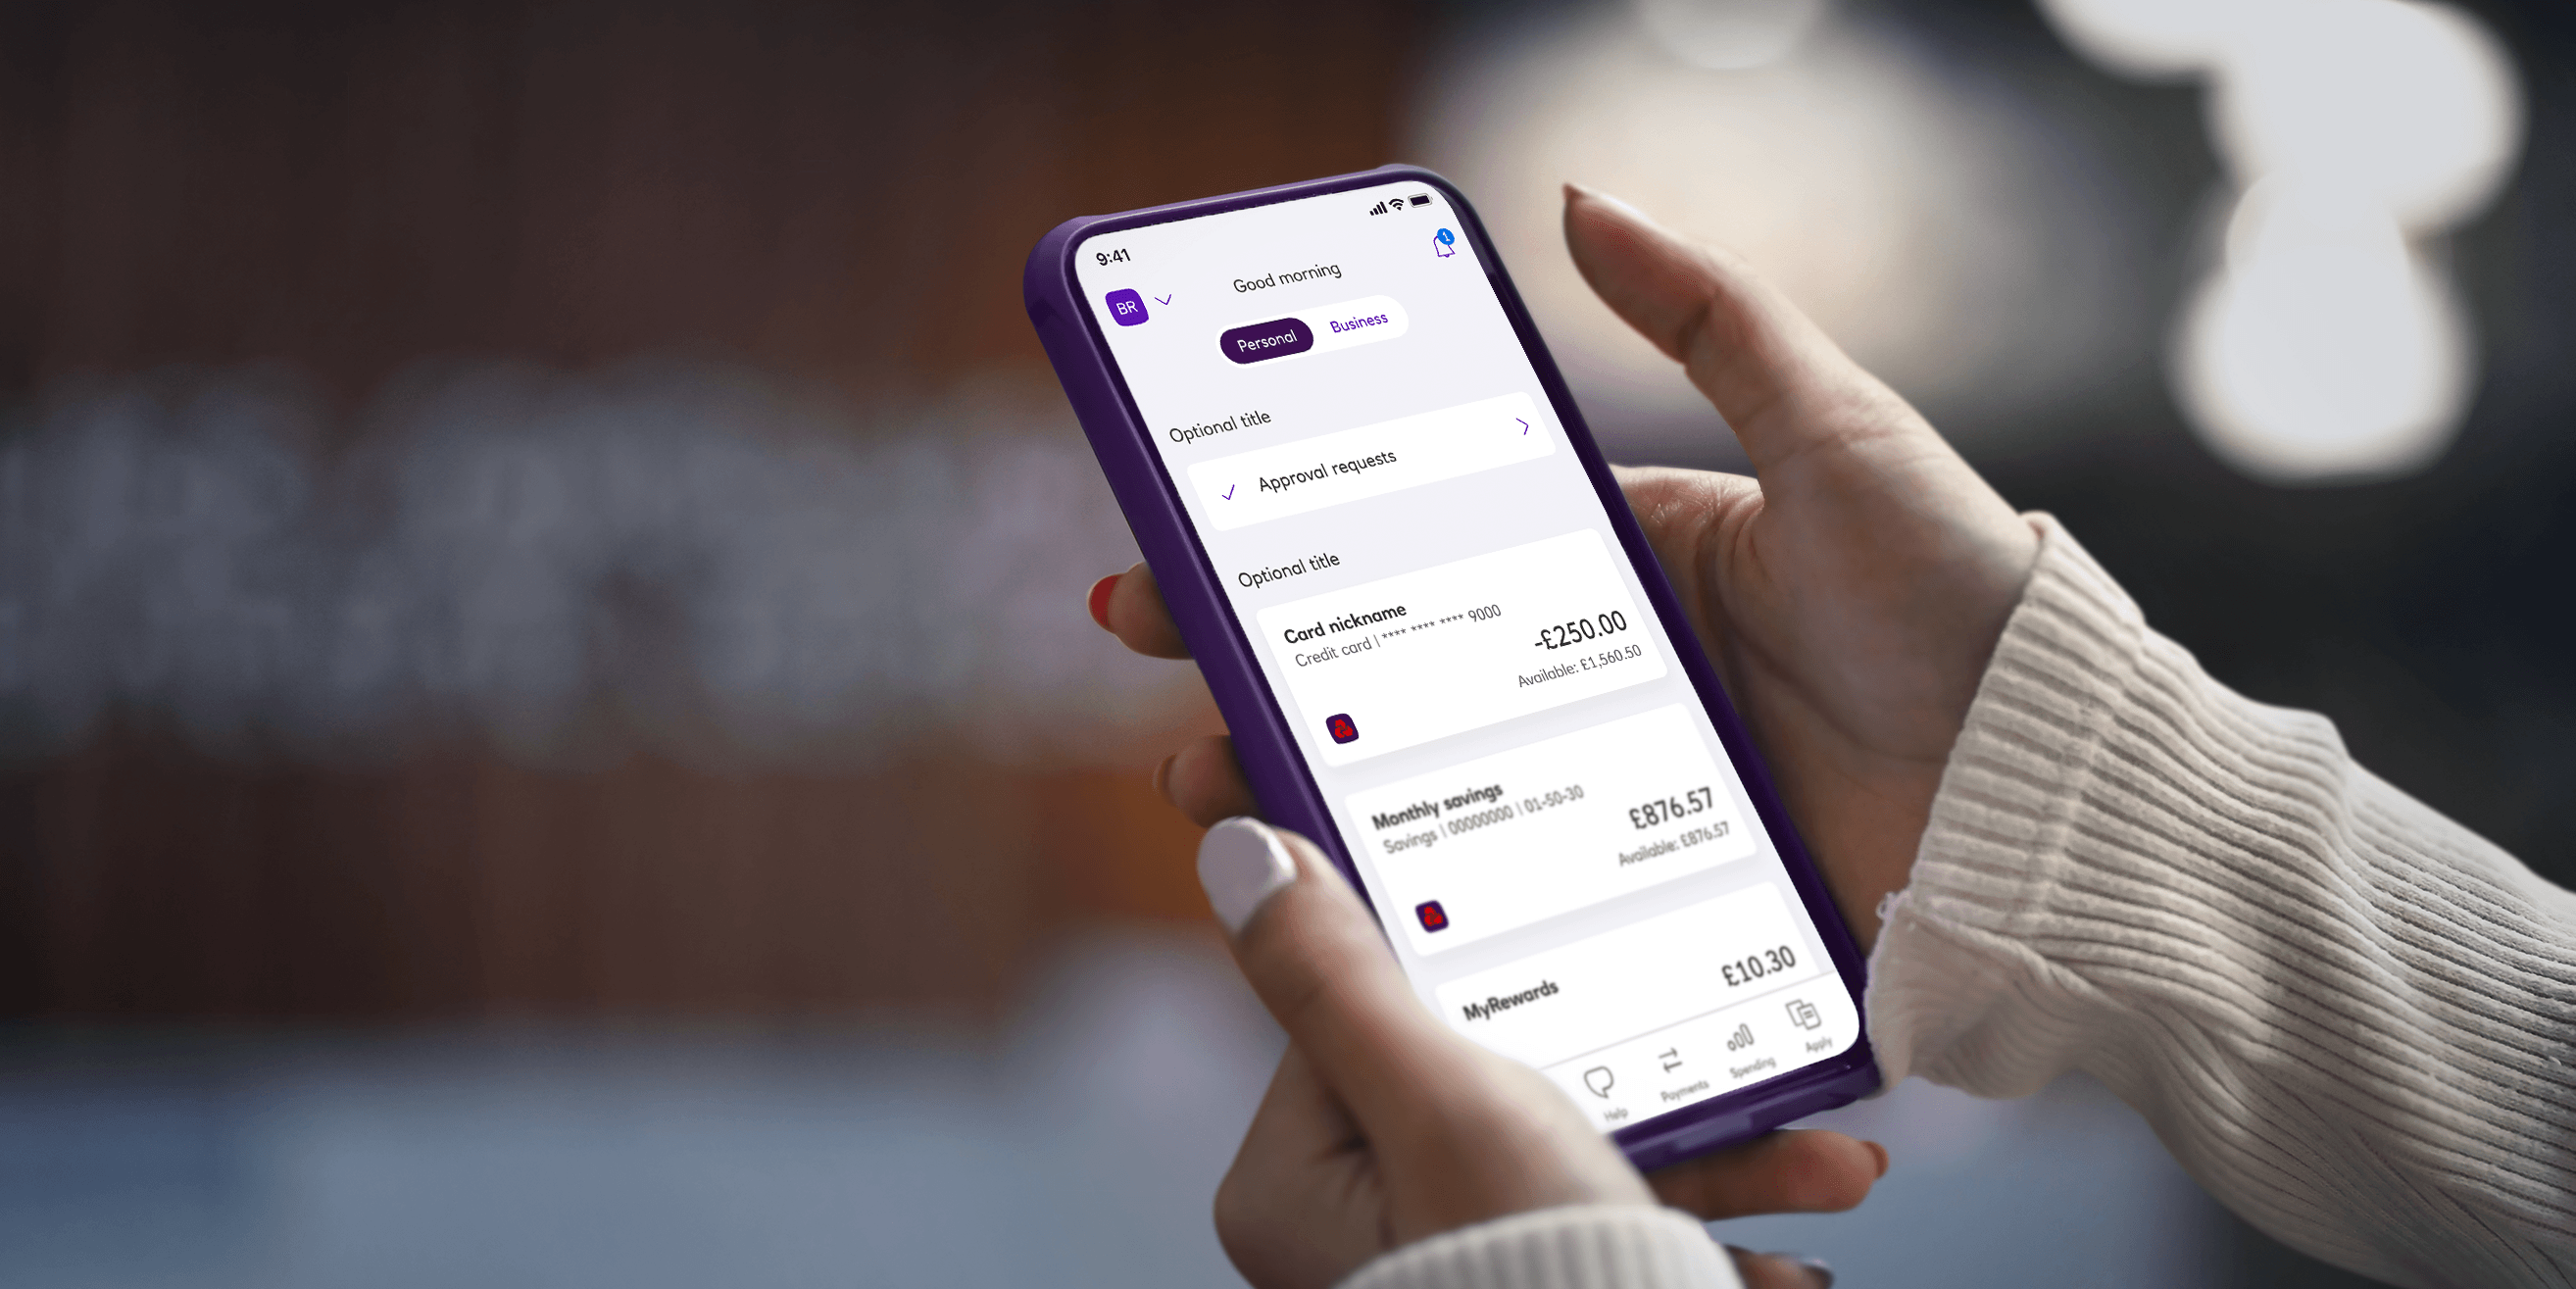 9:41
1
BR
Good morning
Personal
Business
Optional title
Approval requests
Optional title
Card nickname
Credit card | **** **** **** 9000
-£250.00
Available: £1,560.50
Monthly savings
Savings | 00000000 | 01-50-30
£876.57
Available: £876.57
MyRewards
£10.30
Help
Payments
Spending
Apply